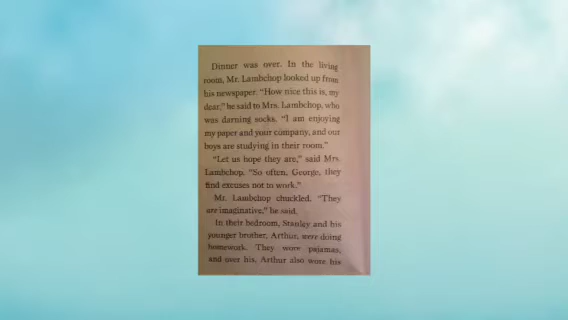 Dinner was over. In the living
room, Mr. Lambchop looked up from
his newspaper. "How nice this is, my
dear," he said to Mrs. Lambchop, who
was darning socks. "I am enjoying
my paper and your company, and our
boys are studying in their room."
"Let us hope they are," said Mrs.
Lambchop. "So often, George, they
find excuses not to work."
Mr. Lambchop chuckled. "They
are imaginative," he said.
In their bedroom, Stanley and his
younger brother, Arthur, were doing
homework. They wore pajamas,
and over his, Arthur also wore his